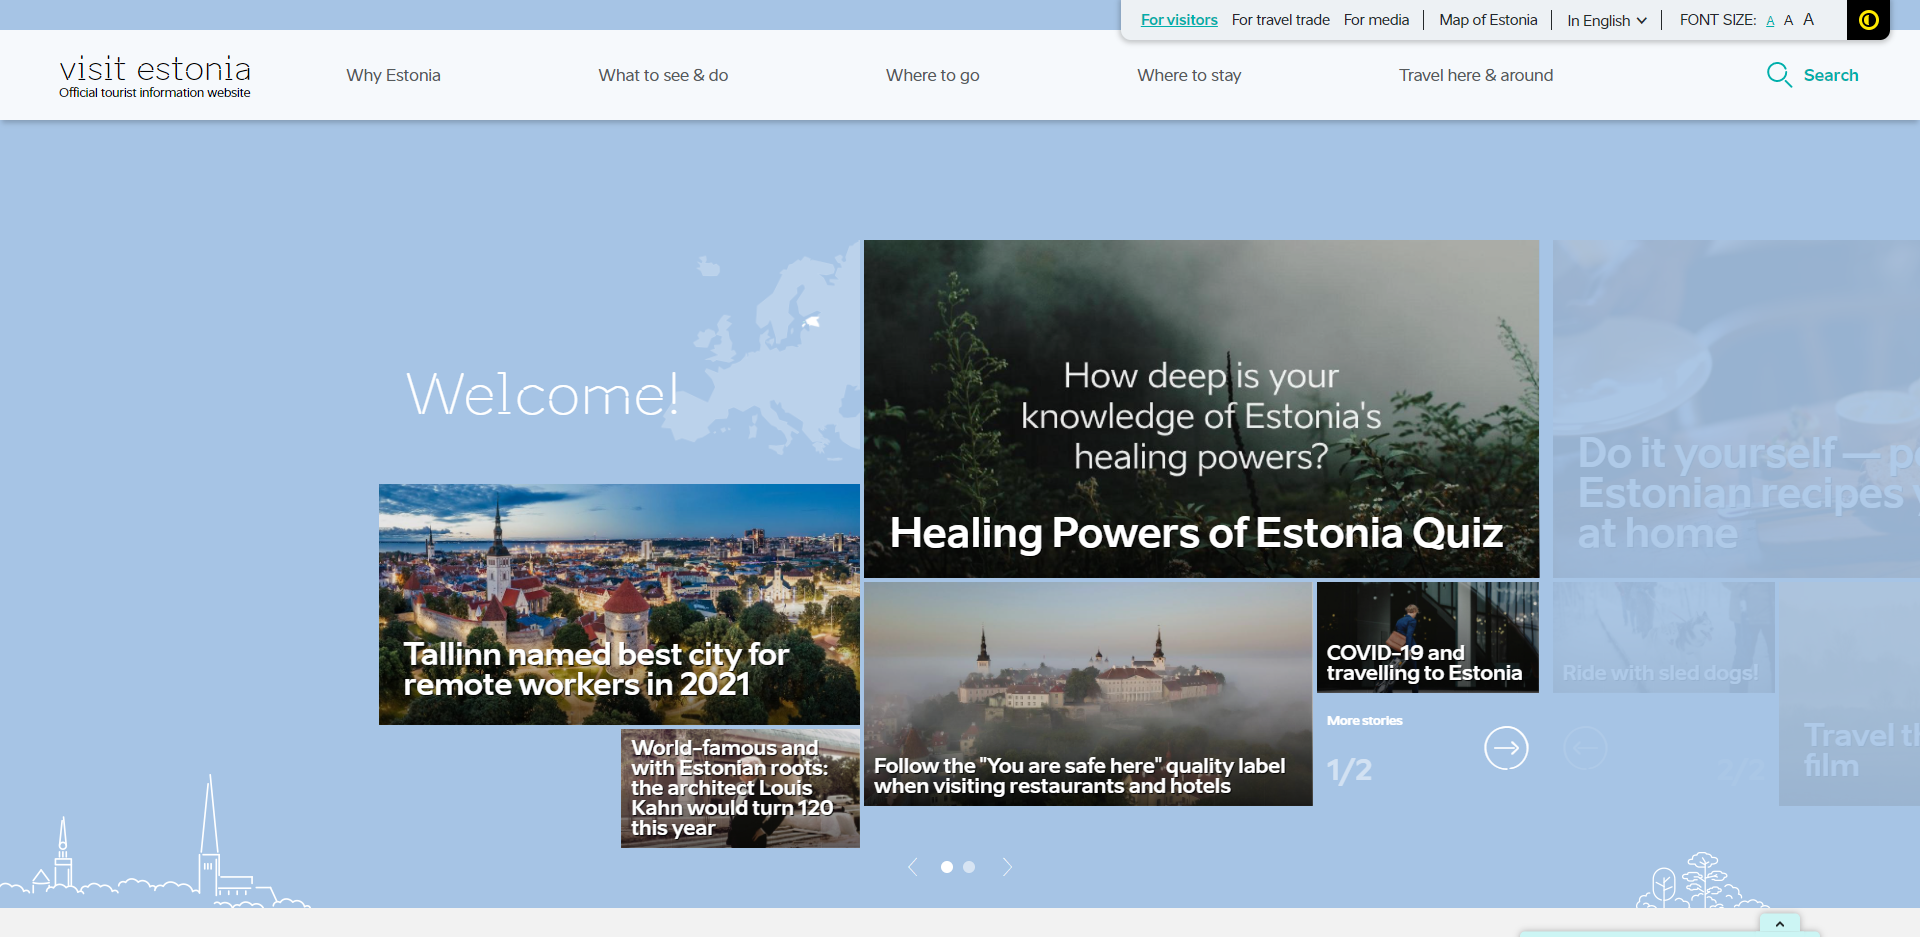 For visitors For travel trade For media Map of Estonia In English FONT SIZE: A A A
visit estonia
Official tourist information website
Why Estonia What to see & do Where to go Where to stay Travel here & around Search
Welcome!
How deep is your
knowledge of Estonia's
healing powers?
Healing Powers of Estonia Quiz
Do it yourself —
Estonian recipes
at home
Tallinn named best city for
remote workers in 2021
COVID-19 and
travelling to Estonia
Ride with sled dogs!
World-famous and
with Estonian roots:
the architect Louis
Kahn would turn 120
this year
Follow the "You are safe here" quality label
when visiting restaurants and hotels
More stories
1/2
2/2
Travel
film